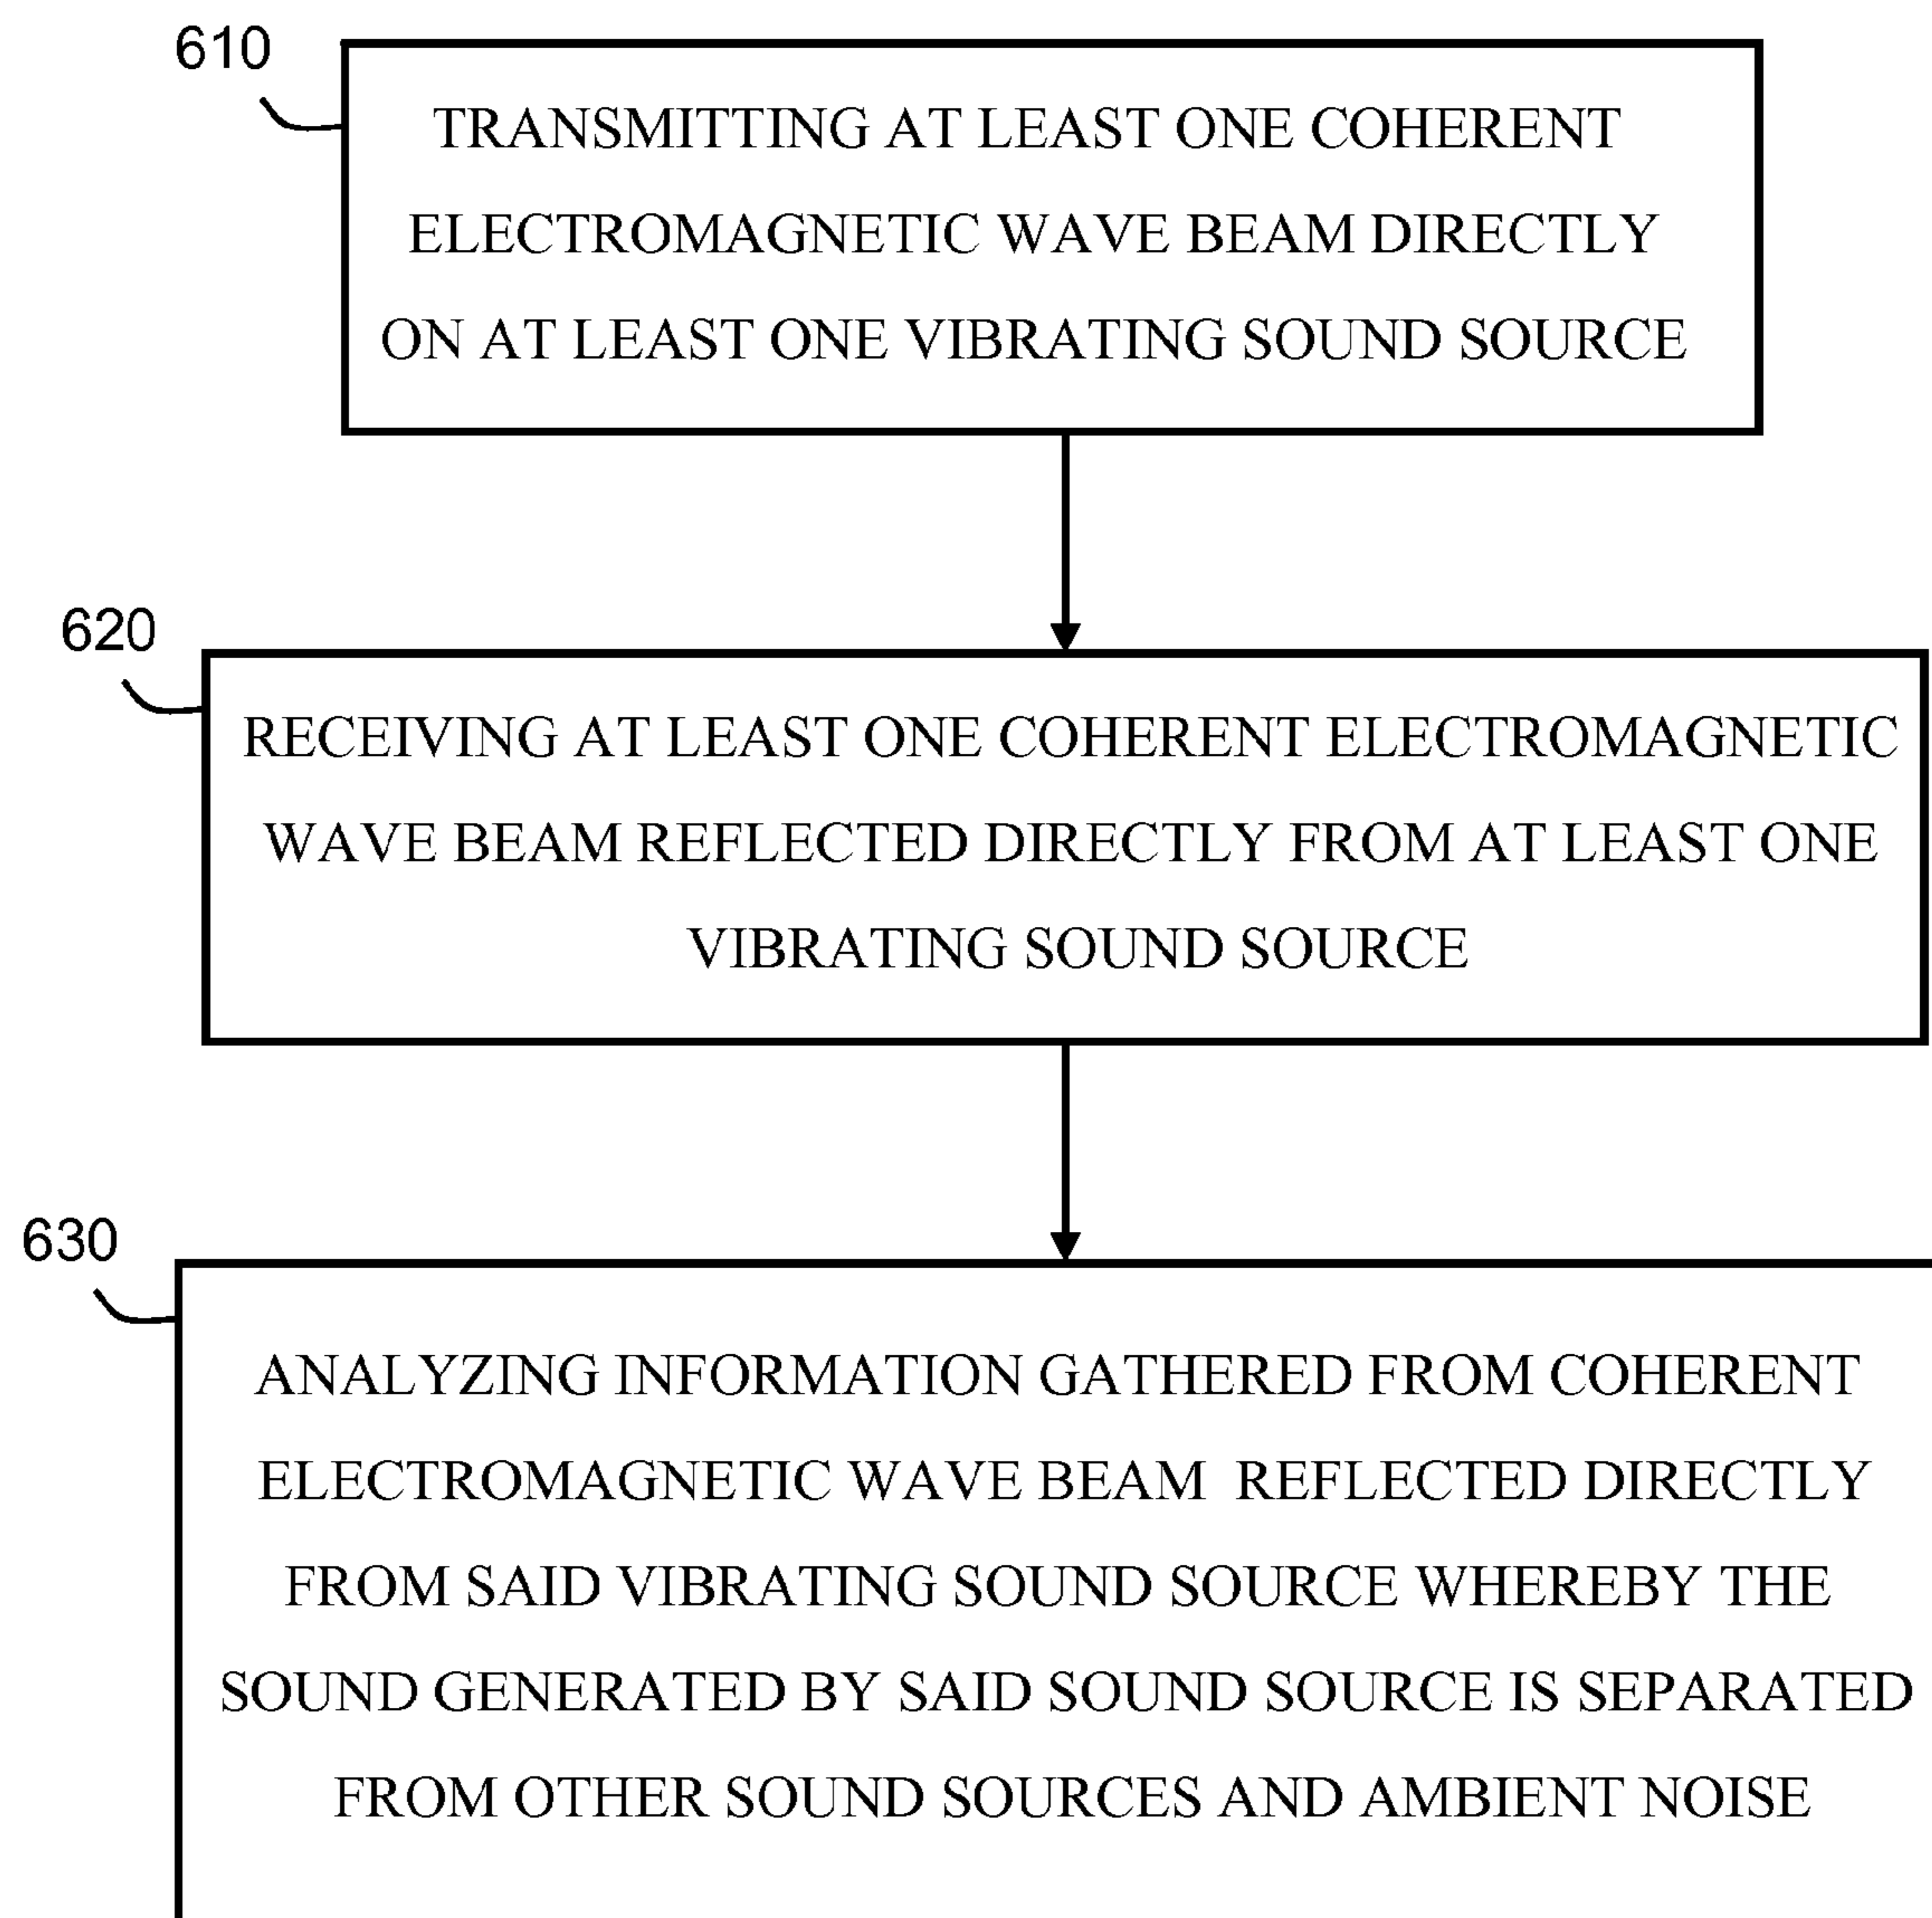 610
TRANSMITTING AT LEAST ONE COHERENT
ELECTROMAGNETIC WAVE BEAM DIRECTLY
ON AT LEAST ONE VIBRATING SOUND SOURCE
620
RECEIVING AT LEAST ONE COHERENT ELECTROMAGNETIC
WAVE BEAM REFLECTED DIRECTLY FROM AT LEAST ONE
VIBRATING SOUND SOURCE
630
ANALYZING INFORMATION GATHERED FROM COHERENT
ELECTROMAGNETIC WAVE BEAM REFLECTED DIRECTLY
FROM SAID VIBRATING SOUND SOURCE WHEREBY THE
SOUND GENERATED BY SAID SOUND SOURCE IS SEPARATED
FROM OTHER SOUND SOURCES AND AMBIENT NOISE